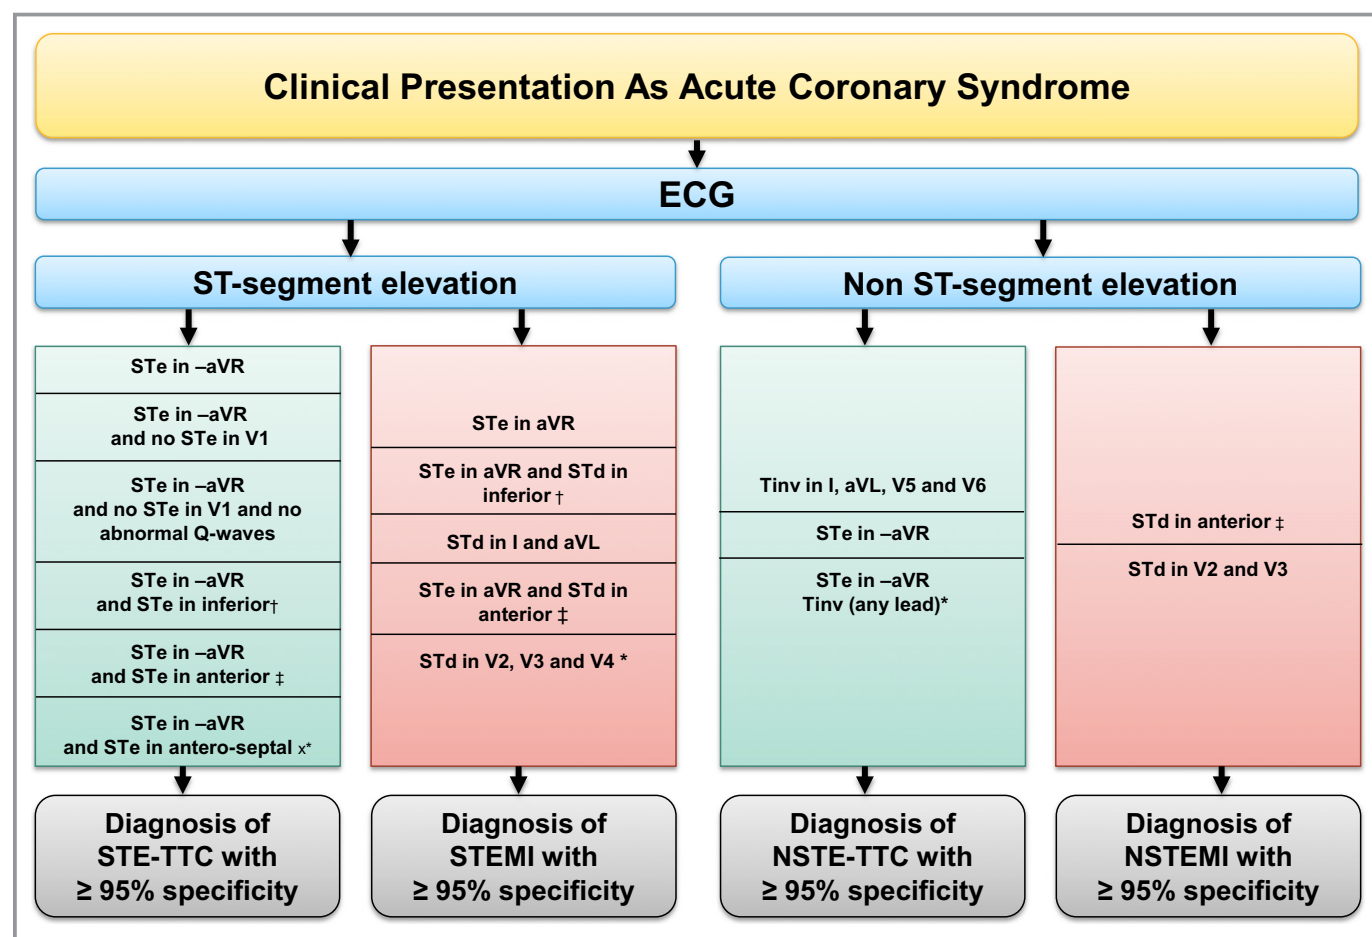 Clinical Presentation As Acute Coronary Syndrome
ECG
ST-segment elevation
Non ST-segment elevation
STe in –aVR
STe in –aVR
and no STe in V1
STe in –aVR
and no STe in V1 and no
abnormal Q-waves
STe in –aVR
and STe in inferior†
STe in –aVR
and STe in anterior ‡
STe in –aVR
and STe in antero-septal x*
STe in aVR
STe in aVR and STd in
inferior †
STd in I and aVL
STe in aVR and STd in
anterior ‡
STd in V2, V3 and V4 *
Tinv in I, aVL, V5 and V6
STe in –aVR
STe in –aVR
Tinv (any lead)*
STd in anterior ‡
STd in V2 and V3
Diagnosis of
STE-TTC with
≥ 95% specificity
Diagnosis of
STEMI with
≥ 95% specificity
Diagnosis of
NSTE-TTC with
≥ 95% specificity
Diagnosis of
NSTEMI with
≥ 95% specificity